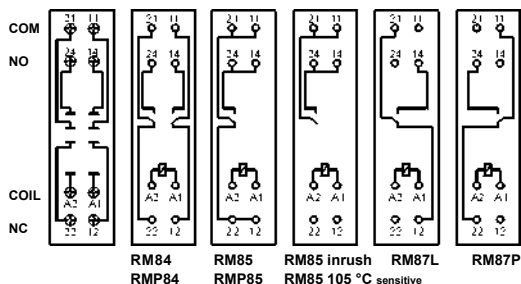 COM
21 11 21 11 21 11 21 11 21 11 21 11
NO
24 14 24 14 24 14 24 14 24 14 24 14
COIL
A2 A1 A2 A1 A2 A1 A2 A1 A2 A1 A2 A1
NC
22 12 22 12 22 12 22 12 22 12 22 12
RM84 RM85 RM85 inrush RM87L RM87P
RMP84 RMP85 RM85 105 °C sensitive